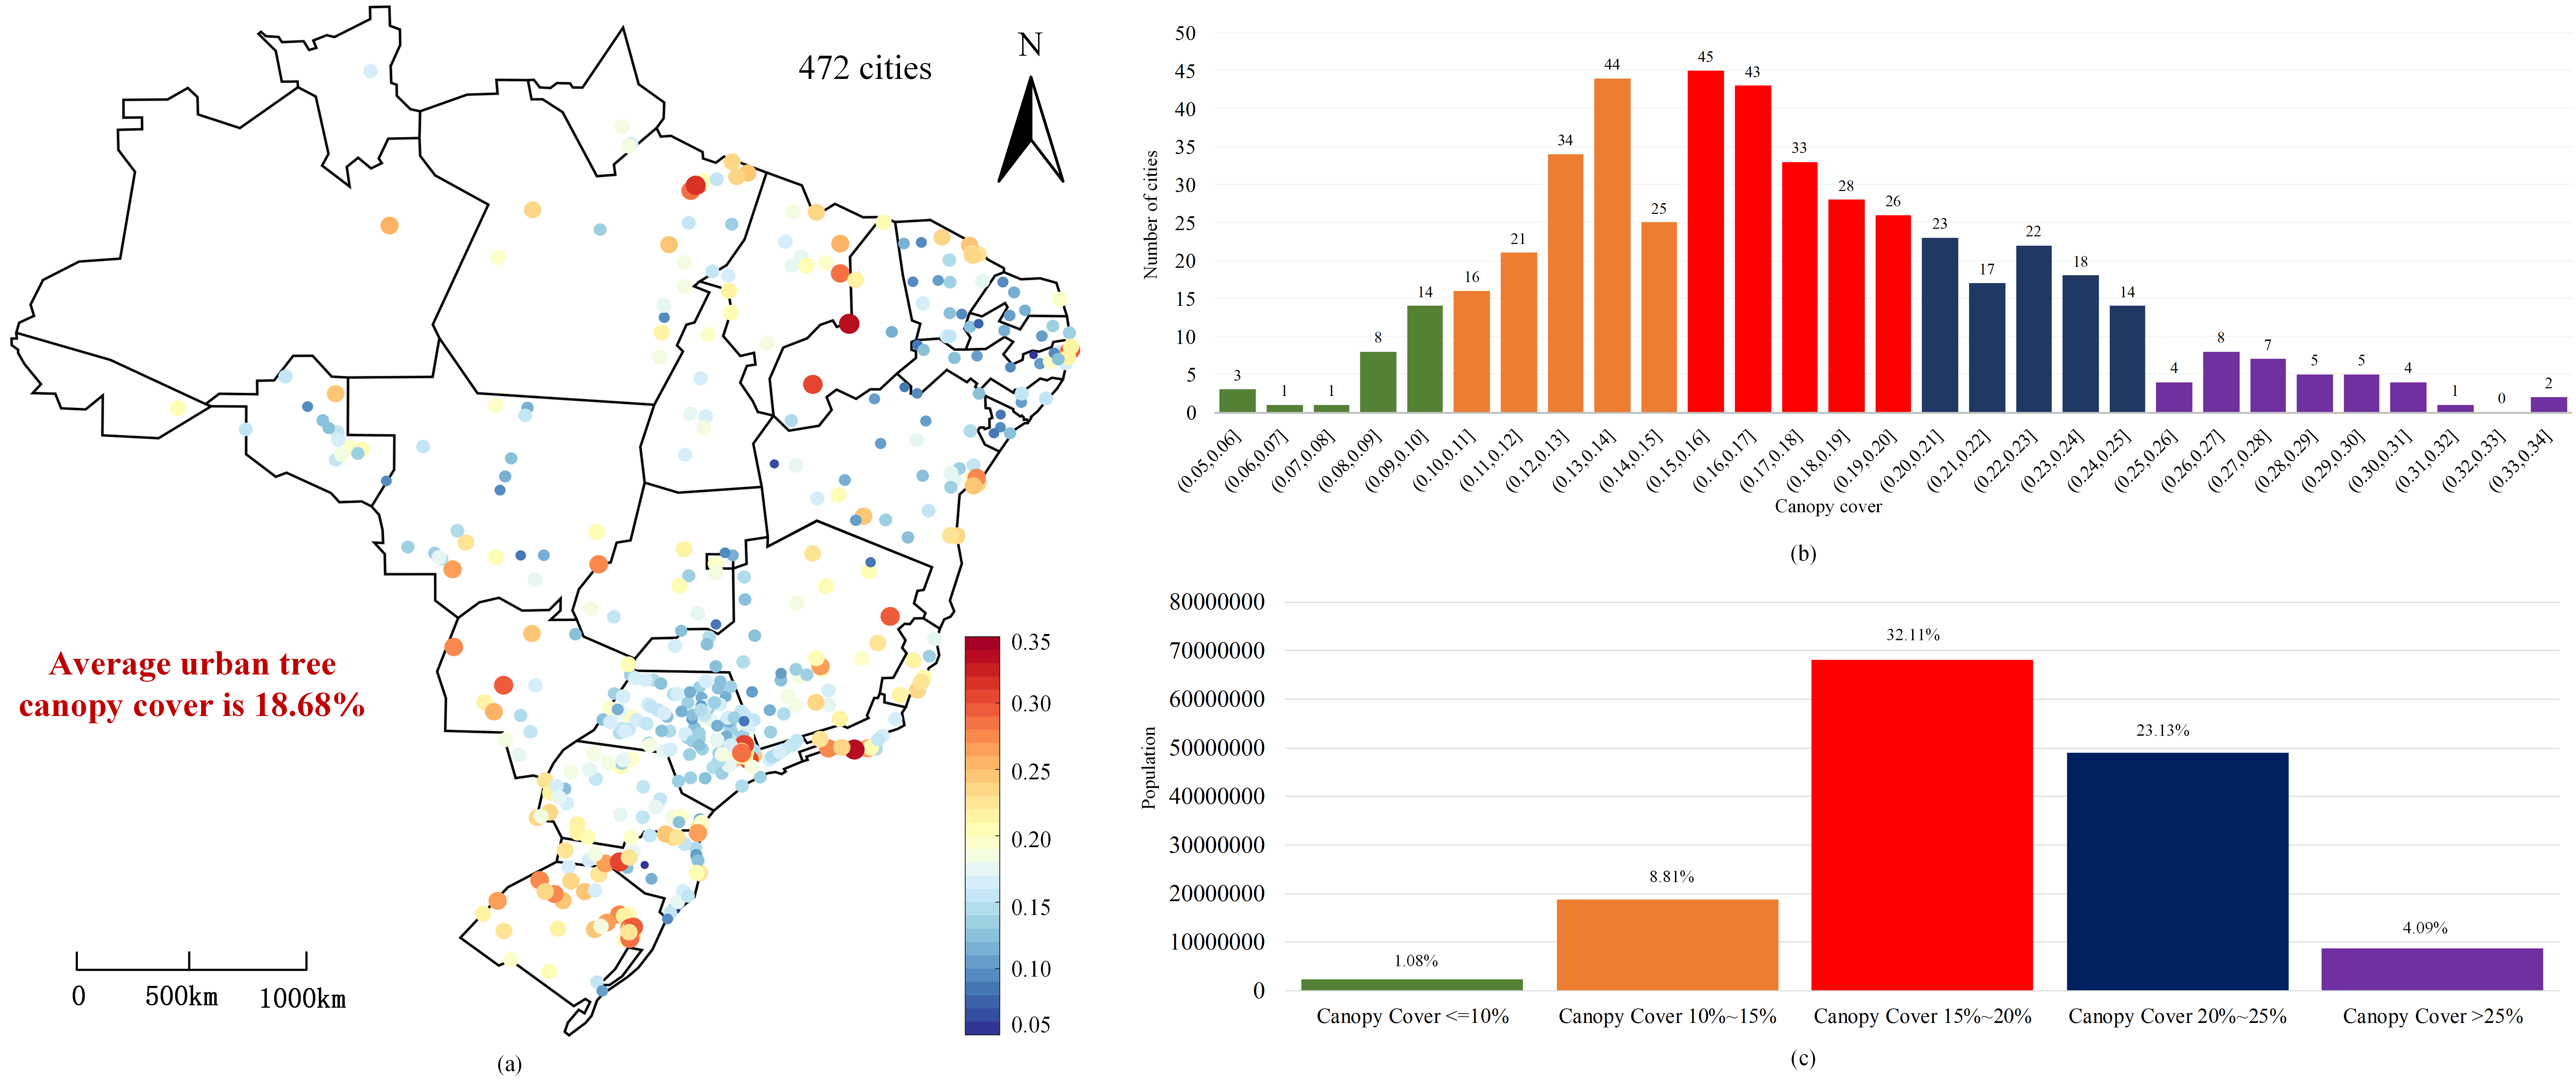 472 cities
N
Average urban tree
canopy cover is 18.68%
0.35
0.30
0.25
0.20
0.15
0.10
0.05
0 500km 1000km
(a)
Number of cities
50
45
40
35
30
25
20
15
10
5
0
3 1 1 8 14 16 21 34 44 25 45 43 33 28 26 23 17 22 18 14 4 8 7 5 5 4 1 0 2
(0.05,0.06] (0.06,0.07] (0.07,0.08] (0.08,0.09] (0.09,0.10] (0.10,0.11] (0.11,0.12] (0.12,0.13] (0.13,0.14] (0.14,0.15] (0.15,0.16] (0.16,0.17] (0.17,0.18] (0.18,0.19] (0.19,0.20] (0.20,0.21] (0.21,0.22] (0.22,0.23] (0.23,0.24] (0.24,0.25] (0.25,0.26] (0.26,0.27] (0.27,0.28] (0.28,0.29] (0.29,0.30] (0.30,0.31] (0.31,0.32] (0.32,0.33] (0.33,0.34]
Canopy cover
(b)
Population
80000000
70000000
60000000
50000000
40000000
30000000
20000000
10000000
0
1.08% 8.81% 32.11% 23.13% 4.09%
Canopy Cover <=10% Canopy Cover 10%~15% Canopy Cover 15%~20% Canopy Cover 20%~25% Canopy Cover >25%
(c)